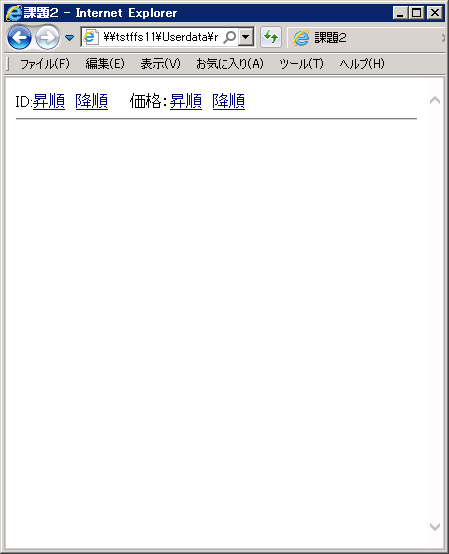 課題2 - Internet Explorer
¥¥tstffs11¥Userdata¥r
課題2
ファイル(F) 編集(E) 表示(V) お気に入り(A) ツール(T) ヘルプ(H)
ID:昇順 降順 価格:昇順 降順